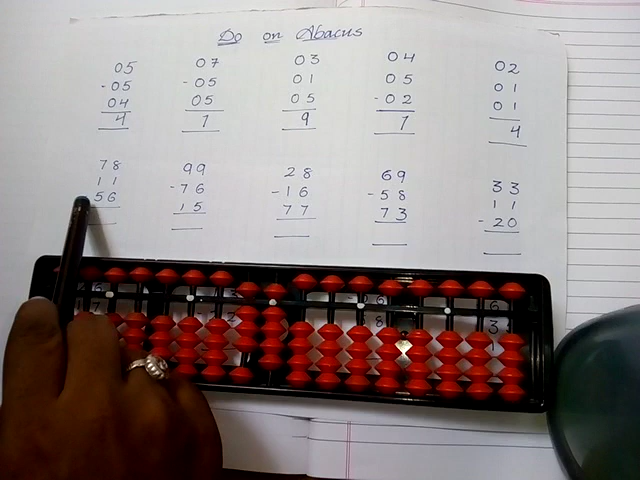 Do on Abacus
05 07 03 04 02
-05 -05 01 05 01
04 05 05 -02 01
4 7 9 7 4
78 99 28 69 33
11 -76 -16 -58 11
56 15 77 73 -20